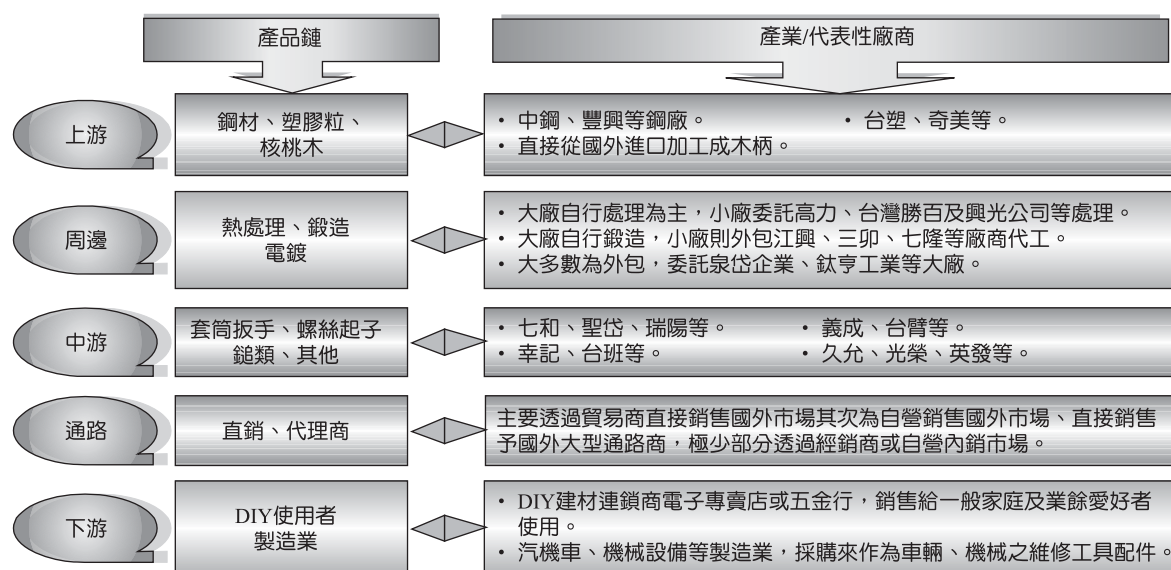 產品鏈
產業/代表性廠商
上游
鋼材、塑膠粒、
核桃木
• 中鋼、豐興等鋼廠。 • 台塑、奇美等。
• 直接從國外進口加工成木柄。
周邊
熱處理、鍛造
電鍍
• 大廠自行處理為主，小廠委託高力、台灣勝百及興光公司等處理。
• 大廠自行鍛造，小廠則外包江興、三卯、七隆等廠商代工。
• 大多數為外包，委託泉岱企業、鈦亨工業等大廠。
中游
套筒扳手、螺絲起子
鎚類、其他
• 七和、聖岱、瑞陽等。 • 義成、台臂等。
• 幸記、台班等。 • 久允、光榮、英發等。
通路
直銷、代理商
主要透過貿易商直接銷售國外市場其次為自營銷售國外市場、直接銷售
予國外大型通路商，極少部分透過經銷商或自營內銷市場。
下游
DIY使用者
製造業
• DIY建材連鎖商電子專賣店或五金行，銷售給一般家庭及業餘愛好者
使用。
• 汽機車、機械設備等製造業，採購來作為車輛、機械之維修工具配件。